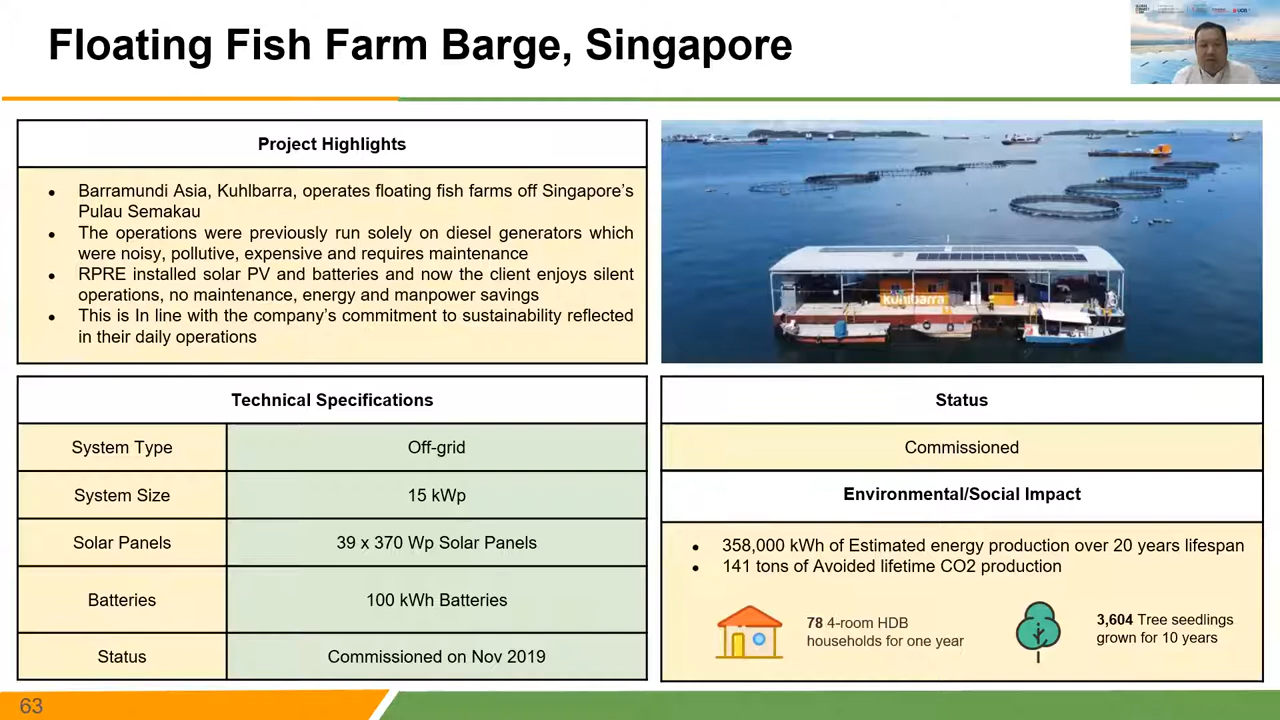 Floating Fish Farm Barge, Singapore
Project Highlights
● Barramundi Asia, Kuhlbarra, operates floating fish farms off Singapore’s
Pulau Semakau
● The operations were previously run solely on diesel generators which
were noisy, pollutive, expensive and requires maintenance
● RPRE installed solar PV and batteries and now the client enjoys silent
operations, no maintenance, energy and manpower savings
● This is In line with the company’s commitment to sustainability reflected
in their daily operations
kuhlbarra
Technical Specifications
System Type Off-grid
System Size 15 kWp
Solar Panels 39 x 370 Wp Solar Panels
Batteries 100 kWh Batteries
Status Commissioned on Nov 2019
Status
Commissioned
Environmental/Social Impact
● 358,000 kWh of Estimated energy production over 20 years lifespan
● 141 tons of Avoided lifetime CO2 production
78 4-room HDB
households for one year
3,604 Tree seedlings
grown for 10 years
63